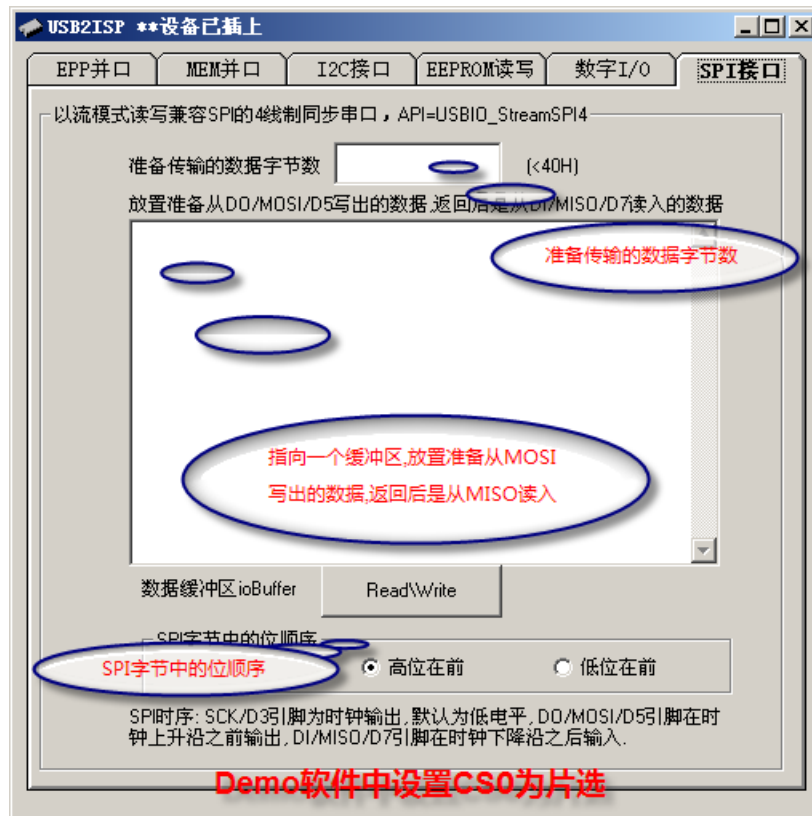 USB2ISP **设备已插上
EPP并口 MEM并口 I2C接口 EEPROM读写 数字I/O SPI接口
以流模式读写兼容SPI的4线制同步串口，API=USBIO_StreamSPI4
准备传输的数据字节数 (<40H)
放置准备从DO/MOSI/D5写出的数据,返回后是从DI/MISO/D7读入的数据
准备传输的数据字节数
指向一个缓冲区,放置准备从MOSI
写出的数据,返回后是从MISO读入
数据缓冲区ioBuffer Read\Write
SPI字节中的位顺序
SPI字节中的位顺序 高位在前 低位在前
SPI时序: SCK/D3引脚为时钟输出,默认为低电平, DO/MOSI/D5引脚在时
钟上升沿之前输出, DI/MISO/D7引脚在时钟下降沿之后输入.
Demo软件中设置CS0为片选